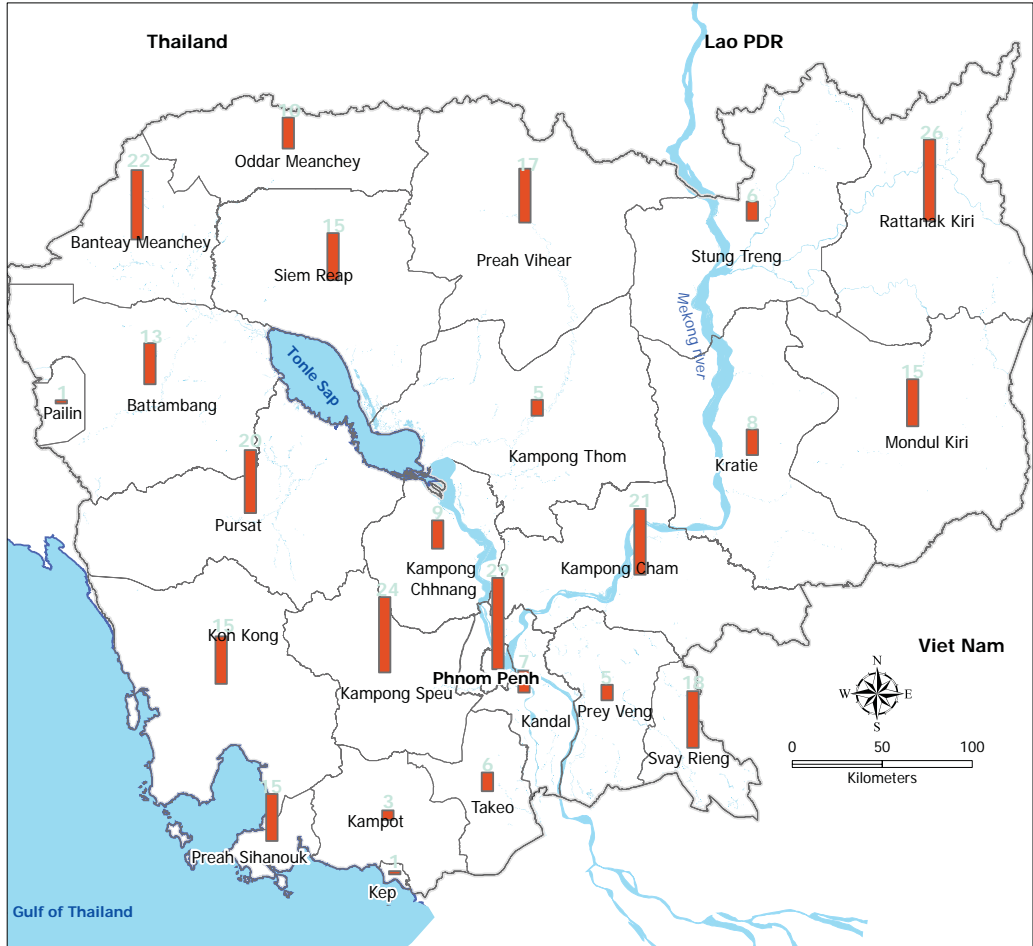 Thailand
Lao PDR
10
Oddar Meanchey
22
Banteay Meanchey
17
Preah Vihear
26
Rattanak Kiri
6
Stung Treng
15
Siem Reap
Mekong river
13
Battambang
Tonle Sap
1
Pailin
5
Kampong Thom
15
Mondul Kiri
8
Kratie
20
Pursat
9
Kampong
Chhnang
21
Kampong Cham
29
Phnom Penh
24
Kampong Speu
15
Koh Kong
7
Kandal
5
Prey Veng
18
Svay Rieng
Viet Nam
N
W
E
S
0
50
100
Kilometers
6
Takeo
3
Kampot
15
Preah Sihanouk
1
Kep
Gulf of Thailand